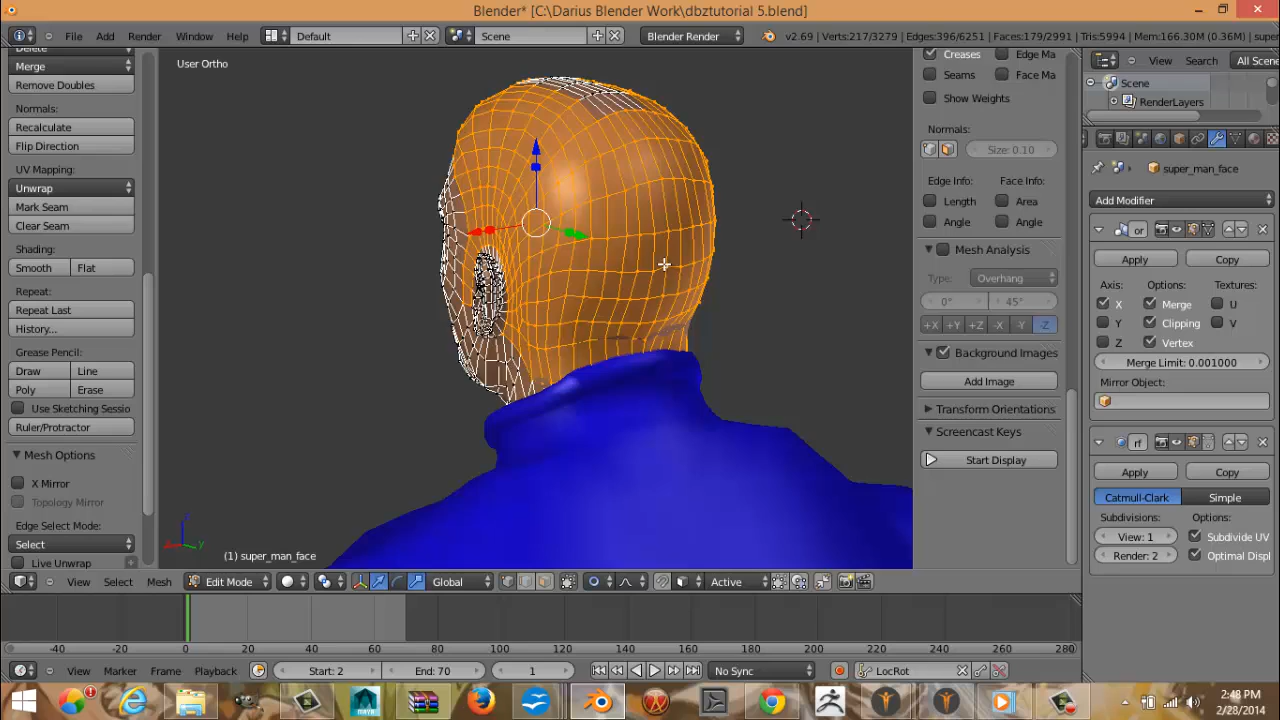 Blender* [C:\Darius Blender Work\dbztutorial 5.blend]
File Add Render Window Help Default Scene Blender Render v2.69 | Verts:217/3279 | Edges:396/6251 | Faces:179/2991 | Tris:5994 | Mem:166.30M (0.36M) | super
Delete
Merge
Remove Doubles
Normals:
Recalculate
Flip Direction
UV Mapping:
Unwrap
Mark Seam
Clear Seam
Shading:
Smooth Flat
Repeat:
Repeat Last
History...
Grease Pencil:
Draw Line
Poly Erase
Use Sketching Sessio
Ruler/Protractor
Mesh Options
X Mirror
Topology Mirror
Edge Select Mode:
Select
Live Unwrap
User Ortho
(1) super_man_face
Creases Edge Ma
Seams Face Ma
Show Weights
Normals:
Size: 0.10
Edge Info: Face Info:
Length Area
Angle Angle
Mesh Analysis
Type: Overhang
0° 45°
+X +Y +Z -X -Y -Z
Background Images
Add Image
Transform Orientations
Screencast Keys
Start Display
View Search All Scene
Scene
RenderLayers
super_man_face
Add Modifier
or
Apply Copy
Axis: Options: Textures:
X Merge U
Y Clipping V
Z Vertex
Merge Limit: 0.001000
Mirror Object:
rf
Apply Copy
Catmull-Clark Simple
Subdivisions: Options:
View: 1 Subdivide UV
Render: 2 Optimal Displ
View Select Mesh Edit Mode Global Active
-40 -20 0 20 40 60 80 100 120 140 160 180 200 220 240 260 280
View Marker Frame Playback Start: 2 End: 70 1 No Sync LocRot
2:48 PM
2/28/2014